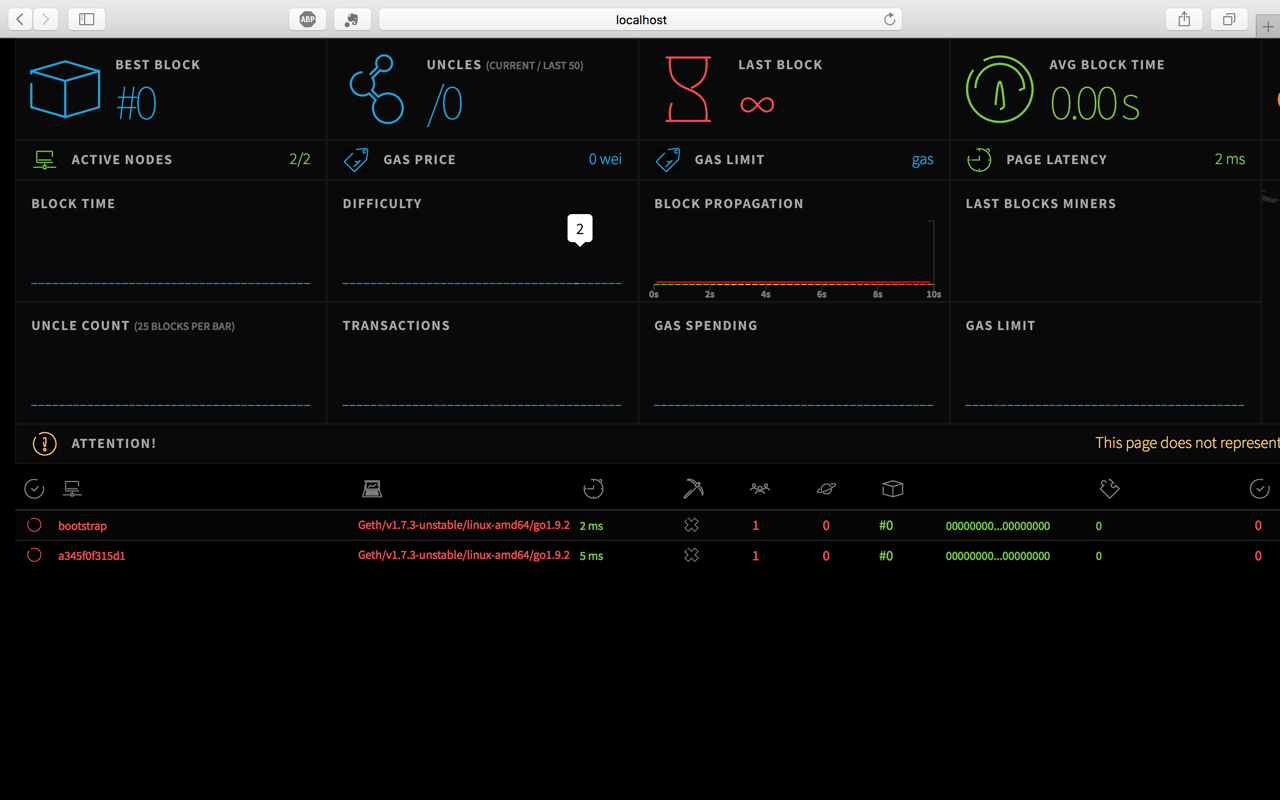 ABP
localhost
BEST BLOCK
#0
UNCLES (CURRENT / LAST 50)
/0
LAST BLOCK
∞
AVG BLOCK TIME
0.00 s
ACTIVE NODES 2/2
GAS PRICE 0 wei
GAS LIMIT gas
PAGE LATENCY 2 ms
BLOCK TIME
DIFFICULTY
2
BLOCK PROPAGATION
0s 2s 4s 6s 8s 10s
LAST BLOCKS MINERS
UNCLE COUNT (25 BLOCKS PER BAR)
TRANSACTIONS
GAS SPENDING
GAS LIMIT
ATTENTION! This page does not represent
bootstrap Geth/v1.7.3-unstable/linux-amd64/go1.9.2 2 ms 1 0 #0 00000000...00000000 0 0
a345f0f315d1 Geth/v1.7.3-unstable/linux-amd64/go1.9.2 5 ms 1 0 #0 00000000...00000000 0 0